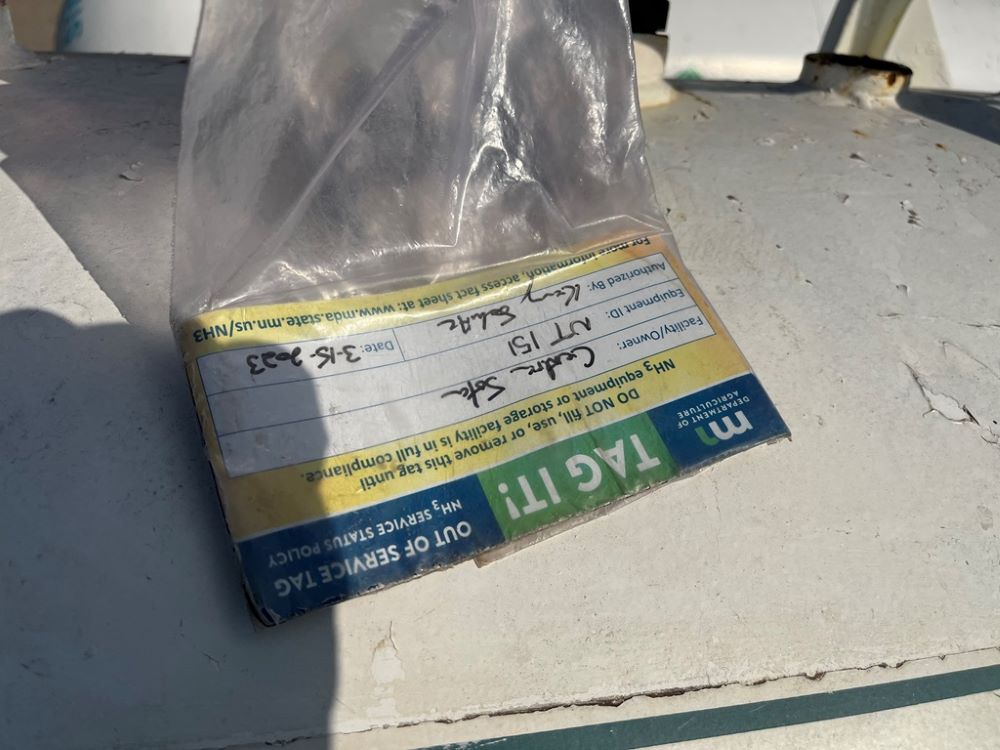 m
DEPARTMENT OF
AGRICULTURE
TAG IT!
OUT OF SERVICE TAG
NH3 SERVICE STATUS POLICY
DO NOT fill, use, or remove this tag until
NH3 equipment or storage facility is in full compliance.
Facility/Owner: Centra Sota
Equipment ID: NT 151
Authorized By: Date: 3-15-2023
For more information, access fact sheet at: www.mda.state.mn.us/NH3